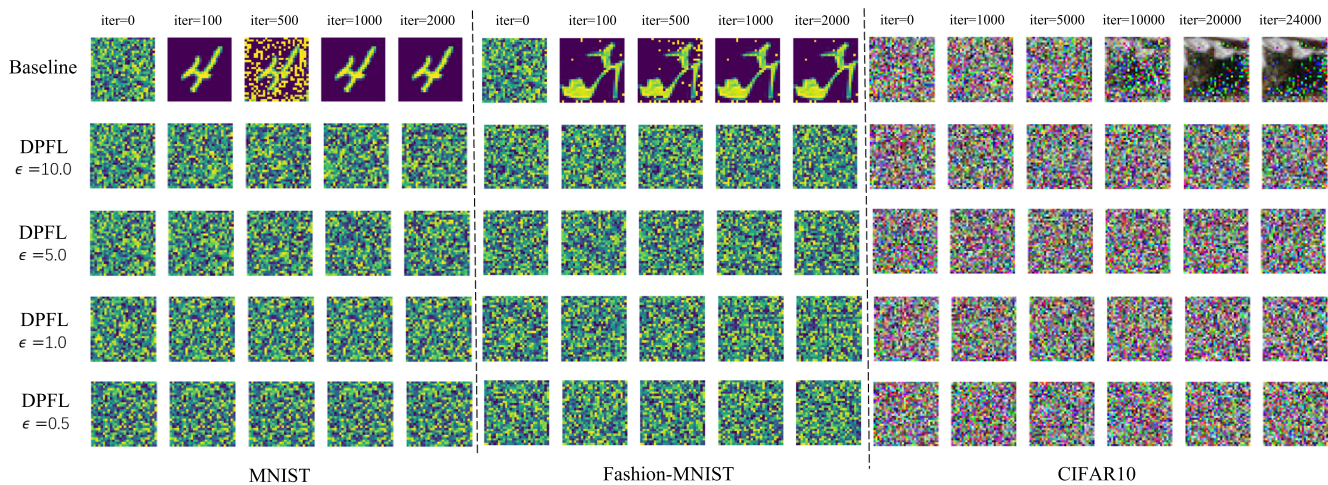 iter=0 iter=100 iter=500 iter=1000 iter=2000 iter=0 iter=100 iter=500 iter=1000 iter=2000 iter=0 iter=1000 iter=5000 iter=10000 iter=20000 iter=24000
Baseline
DPFL
ϵ =10.0
DPFL
ϵ =5.0
DPFL
ϵ =1.0
DPFL
ϵ =0.5
MNIST Fashion-MNIST CIFAR10